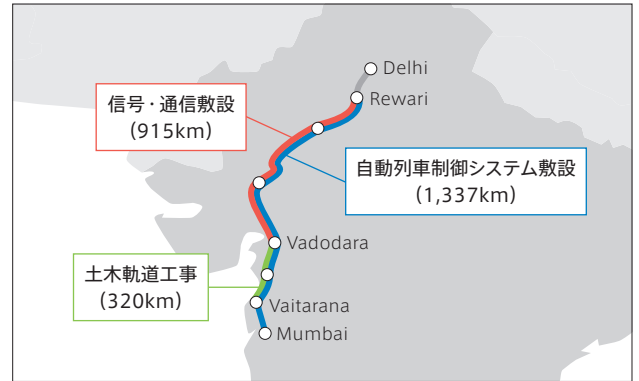 Delhi
Rewari
信号・通信敷設
(915km)
自動列車制御システム敷設
(1,337km)
Vadodara
土木軌道工事
(320km)
Vaitarana
Mumbai